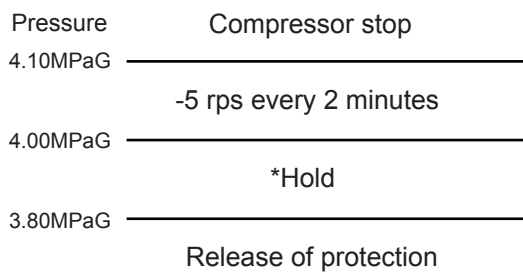 Pressure
Compressor stop
4.10MPaG
-5 rps every 2 minutes
4.00MPaG
*Hold
3.80MPaG
Release of protection